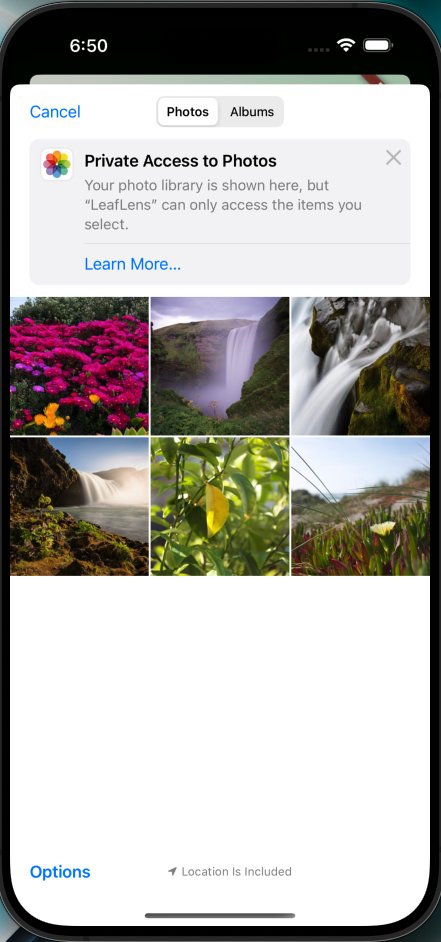 6:50
Cancel
Photos
Albums
Private Access to Photos
Your photo library is shown here, but
“LeafLens” can only access the items you
select.
Learn More...
Options
Location Is Included